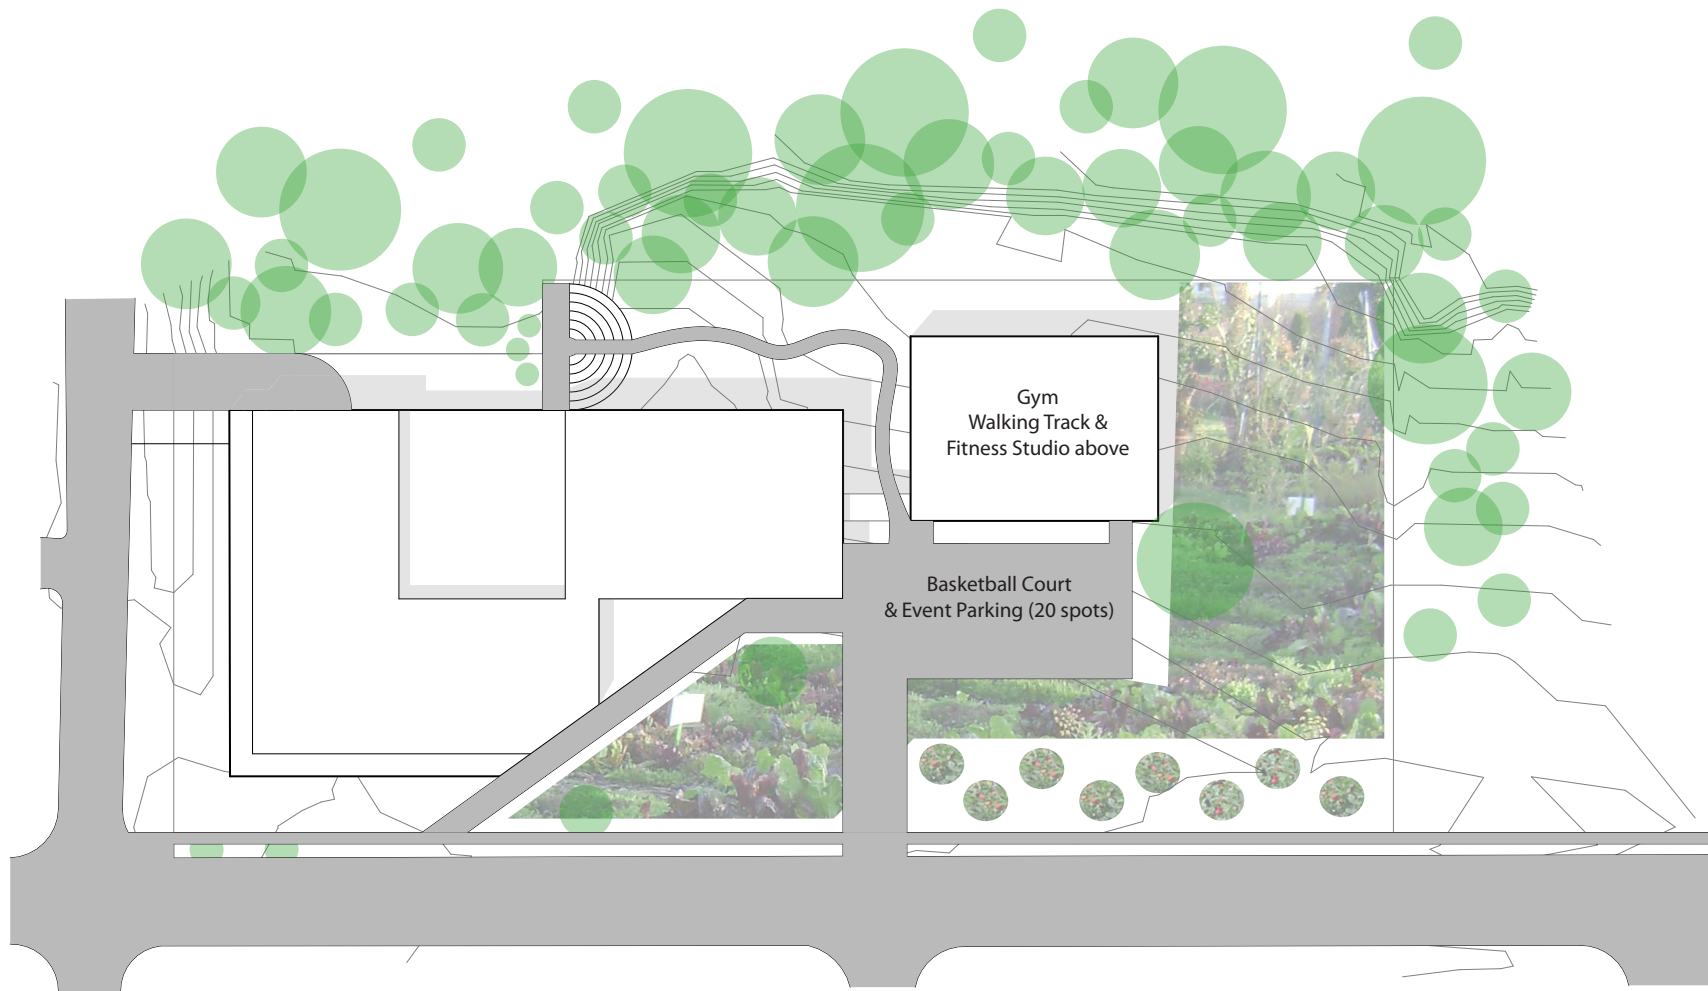 Gym
Walking Track &
Fitness Studio above
Basketball Court
& Event Parking (20 spots)